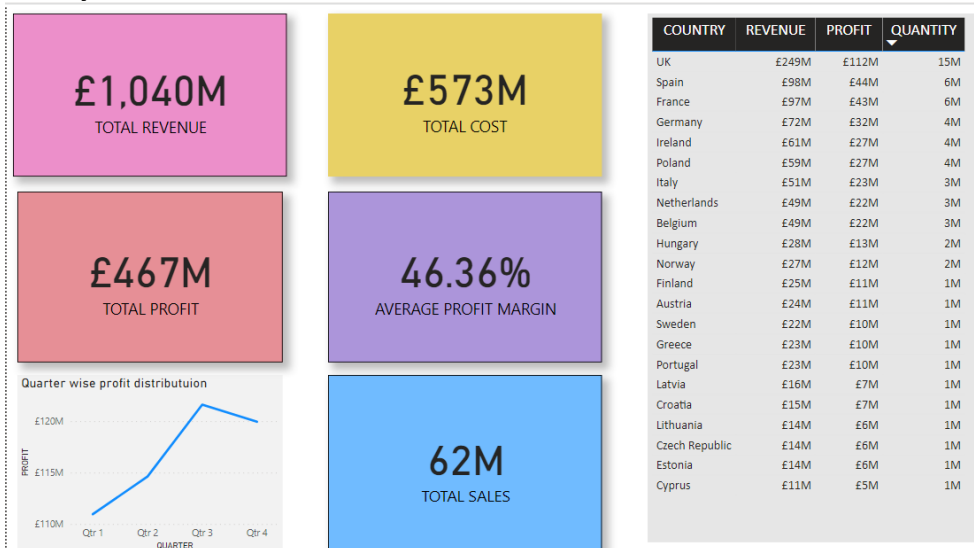 £1,040M
TOTAL REVENUE
£573M
TOTAL COST
£467M
TOTAL PROFIT
46.36%
AVERAGE PROFIT MARGIN
Quarter wise profit distributuion
£120M
£115M
£110M
PROFIT
Qtr 1 Qtr 2 Qtr 3 Qtr 4
QUARTER
62M
TOTAL SALES
COUNTRY REVENUE PROFIT QUANTITY
UK £249M £112M 15M
Spain £98M £44M 6M
France £97M £43M 6M
Germany £72M £32M 4M
Ireland £61M £27M 4M
Poland £59M £27M 4M
Italy £51M £23M 3M
Netherlands £49M £22M 3M
Belgium £49M £22M 3M
Hungary £28M £13M 2M
Norway £27M £12M 2M
Finland £25M £11M 1M
Austria £24M £11M 1M
Sweden £22M £10M 1M
Greece £23M £10M 1M
Portugal £23M £10M 1M
Latvia £16M £7M 1M
Croatia £15M £7M 1M
Lithuania £14M £6M 1M
Czech Republic £14M £6M 1M
Estonia £14M £6M 1M
Cyprus £11M £5M 1M